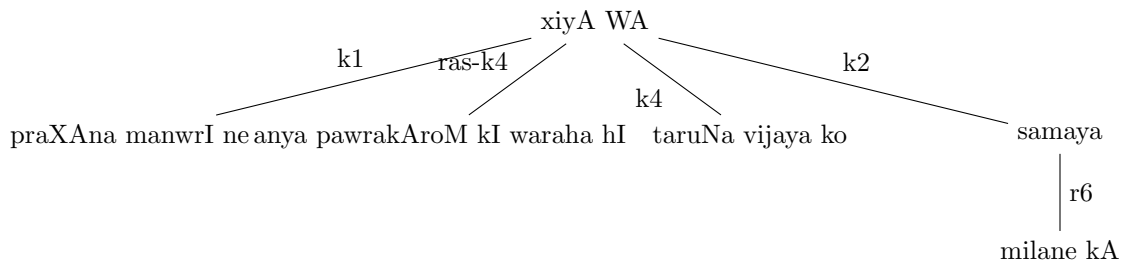 xiyA WA
k1
ras-k4
k4
k2
praXAna manwrI ne anya pawrakAroM kI waraha hI taruNa vijaya ko samaya
r6
milane kA